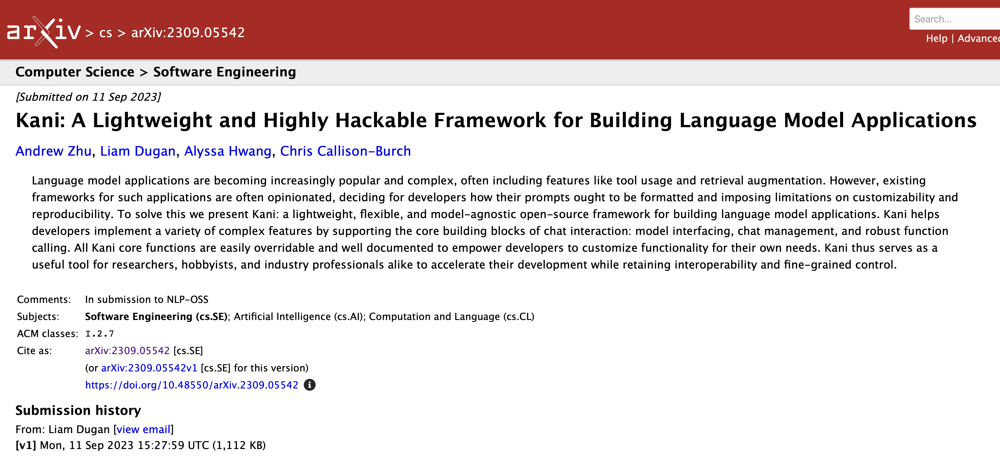 arXiv > cs > arXiv:2309.05542
Search...
Help | Advanced
Computer Science > Software Engineering
[Submitted on 11 Sep 2023]
Kani: A Lightweight and Highly Hackable Framework for Building Language Model Applications
Andrew Zhu, Liam Dugan, Alyssa Hwang, Chris Callison-Burch
Language model applications are becoming increasingly popular and complex, often including features like tool usage and retrieval augmentation. However, existing
frameworks for such applications are often opinionated, deciding for developers how their prompts ought to be formatted and imposing limitations on customizability and
reproducibility. To solve this we present Kani: a lightweight, flexible, and model-agnostic open-source framework for building language model applications. Kani helps
developers implement a variety of complex features by supporting the core building blocks of chat interaction: model interfacing, chat management, and robust function
calling. All Kani core functions are easily overridable and well documented to empower developers to customize functionality for their own needs. Kani thus serves as a
useful tool for researchers, hobbyists, and industry professionals alike to accelerate their development while retaining interoperability and fine-grained control.
Comments: In submission to NLP-OSS
Subjects: Software Engineering (cs.SE); Artificial Intelligence (cs.AI); Computation and Language (cs.CL)
ACM classes: I.2.7
Cite as: arXiv:2309.05542 [cs.SE]
(or arXiv:2309.05542v1 [cs.SE] for this version)
https://doi.org/10.48550/arXiv.2309.05542
Submission history
From: Liam Dugan [view email]
[v1] Mon, 11 Sep 2023 15:27:59 UTC (1,112 KB)